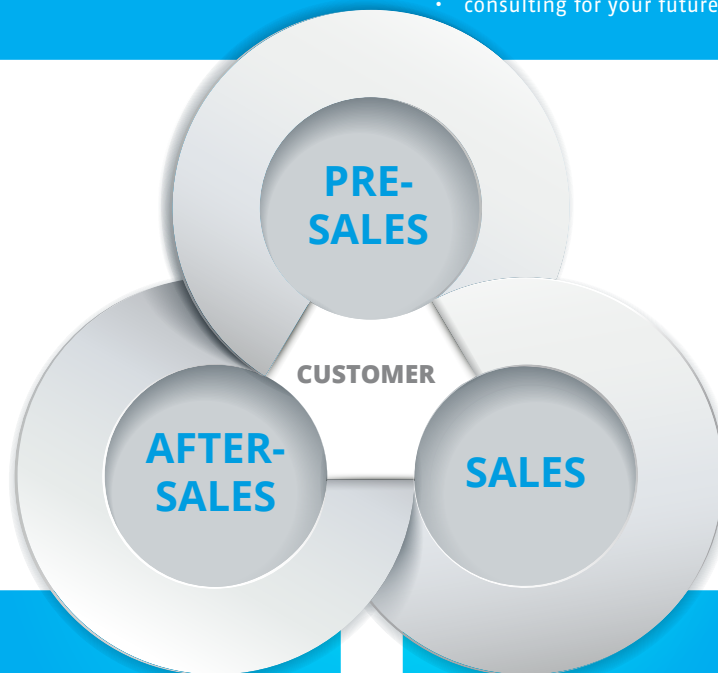 • consulting for your future
PRE-
SALES
CUSTOMER
AFTER-
SALES
SALES